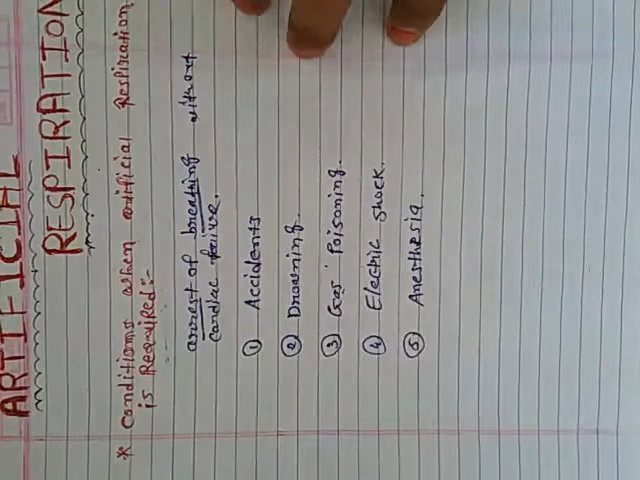 ARTIFICIAL
RESPIRATION
* Conditions when artificial Respiration
is Required:-
arrest of breathing without
cardiac failure.
① Accidents
② Drowning.
③ Gas Poisoning.
④ Electric shock.
⑤ Anesthesia.